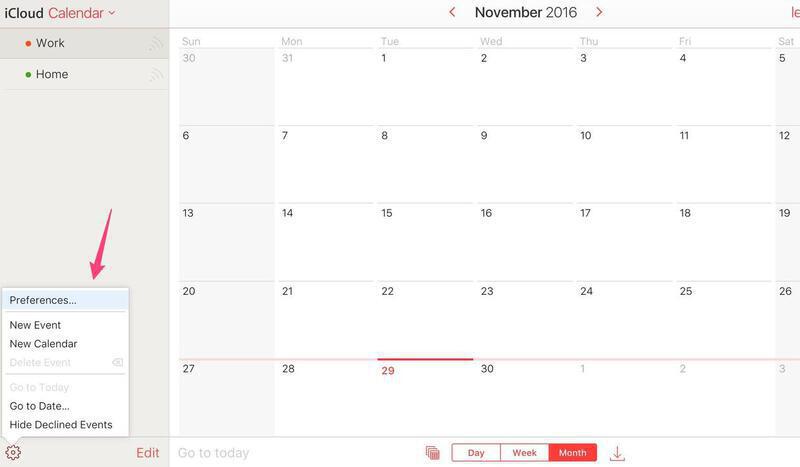 iCloud Calendar
November 2016
le
Work
Home
Sun Mon Tue Wed Thu Fri Sat
30 31 1 2 3 4 5
6 7 8 9 10 11 12
13 14 15 16 17 18 19
20 21 22 23 24 25 26
27 28 29 30 1 2 3
Preferences...
New Event
New Calendar
Delete Event
Go to Today
Go to Date...
Hide Declined Events
Edit
Go to today
Day Week Month